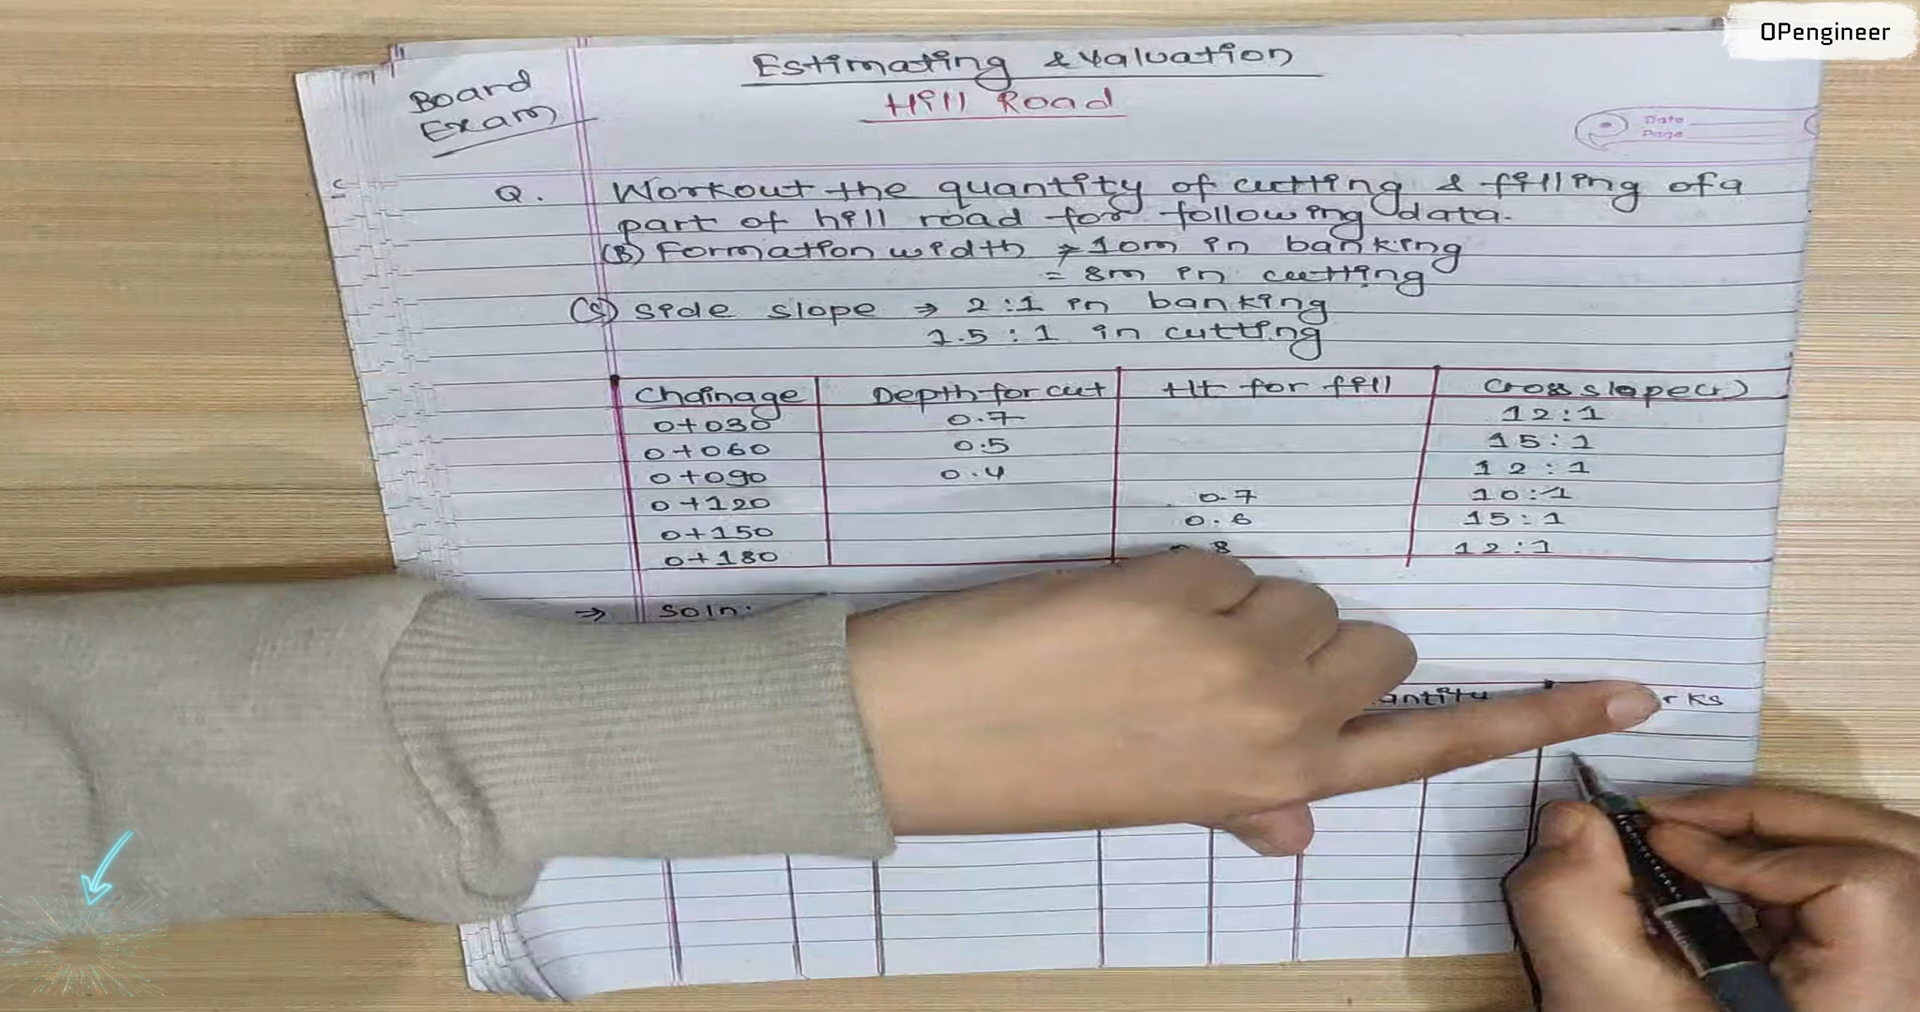 OPengineer
Board
Exam
Estimating & Valuation
Hill Road
Date
Page
Q. Workout the quantity of cutting & filling of a
part of hill road for following data.
(B) Formation width → 10m in banking
= 8m in cutting
(S) Side slope → 2:1 in banking
1.5:1 in cutting
Chainage Depth for cut Ht for fill Cross slope(r)
0+030 0.7 12:1
0+060 0.5 15:1
0+090 0.4 12:1
0+120 0.7 10:1
0+150 0.6 15:1
0+180 8 12:1
⇒ Soln:
antity rks